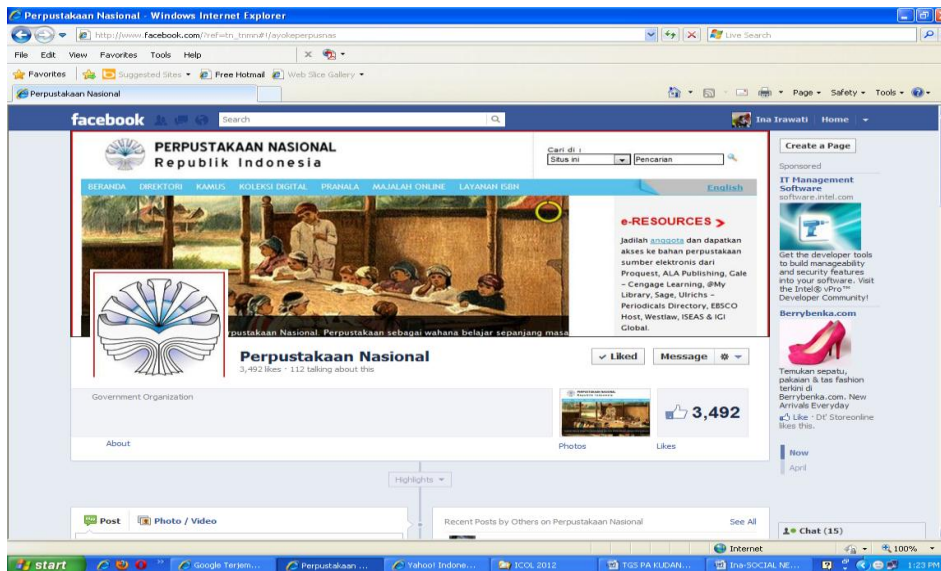 Perpustakaan Nasional - Windows Internet Explorer
http://www.facebook.com/?ref=tn_tnmn#!/ayokeperpusnas
Live Search
File Edit View Favorites Tools Help
Favorites Suggested Sites Free Hotmail Web Slice Gallery
Perpustakaan Nasional
Page Safety Tools
facebook Search Ina Irawati Home
PERPUSTAKAAN NASIONAL
Republik Indonesia
Cari di :
Situs ini Pencarian
BERANDA DIREKTORI KAMUS KOLEKSI DIGITAL PRANALA MAJALAH ONLINE LAYANAN ISBN English
e-RESOURCES >
Jadilah anggota dan dapatkan
akses ke bahan perpustakaan
sumber elektronis dari
Proquest, ALA Publishing, Gale
- Cengage Learning, @My
Library, Sage, Ulrichs -
Periodicals Directory, EBSCO
Host, Westlaw, ISEAS & IGI
Global.
Nasional. Perpustakaan sebagai wahana belajar sepanjang masa
Perpustakaan Nasional
3,492 likes · 112 talking about this
Liked Message
Government Organization
About
3,492
Photos Likes
Highlights
Post Photo / Video
Recent Posts by Others on Perpustakaan Nasional See All
Create a Page
Sponsored
IT Management
Software
software.intel.com
Get the developer tools
to build manageability
and security features
into your software. Visit
the Intel® vPro™
Developer Community!
Berrybenka.com
Temukan sepatu,
pakaian & tas fashion
terkini di
Berrybenka.com. New
Arrivals Everyday
Like · Dt' Storeonline
likes this.
Now
April
Chat (15)
Internet 100%
start Google Terjem... Perpustakaan ... Yahoo! Indone... ICOL 2012 TGS PA KUDAN... Ina-SOCIAL NE... 1:23 PM